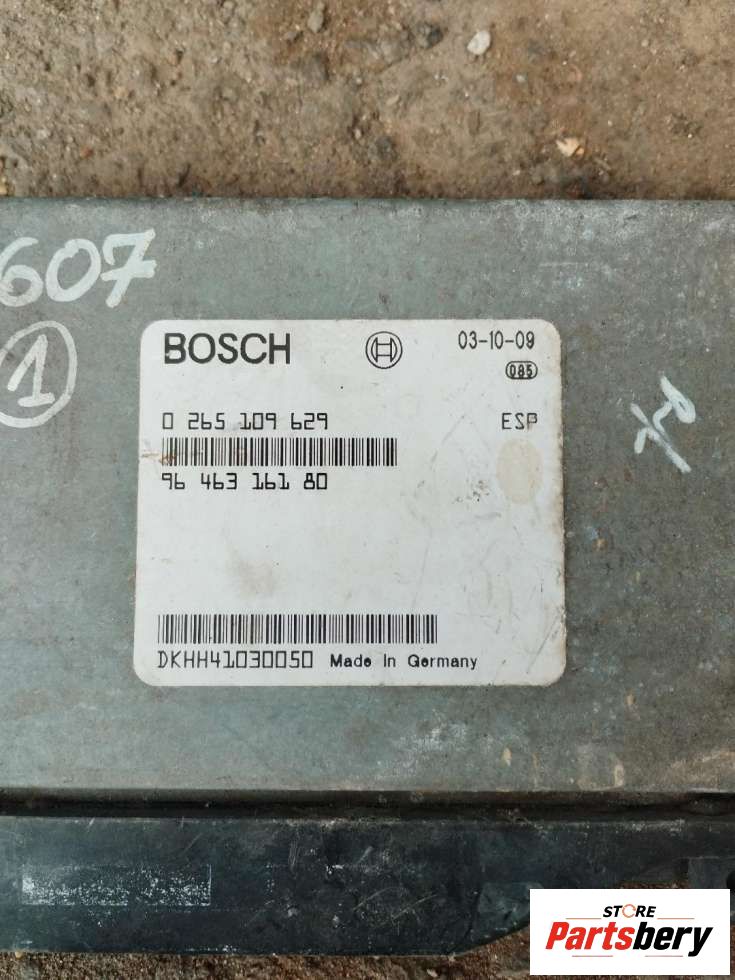 607
1
BOSCH
03-10-09
085
0 265 109 629
ESP
96 463 161 80
DKHH41030050 Made in Germany
STORE
Partsbery